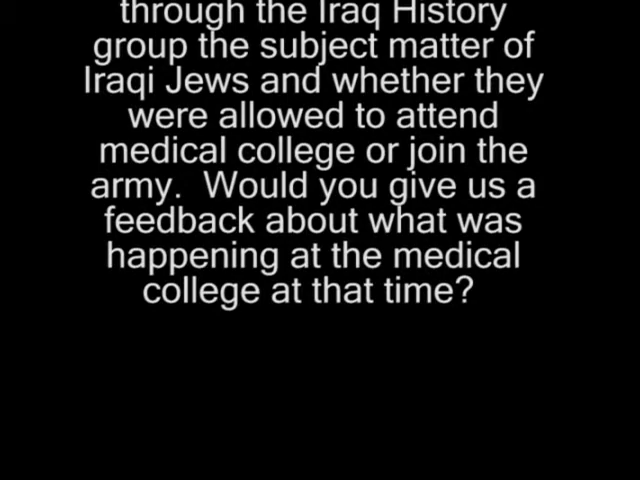 through the Iraq History
group the subject matter of
Iraqi Jews and whether they
were allowed to attend
medical college or join the
army.  Would you give us a
feedback about what was
happening at the medical
college at that time?